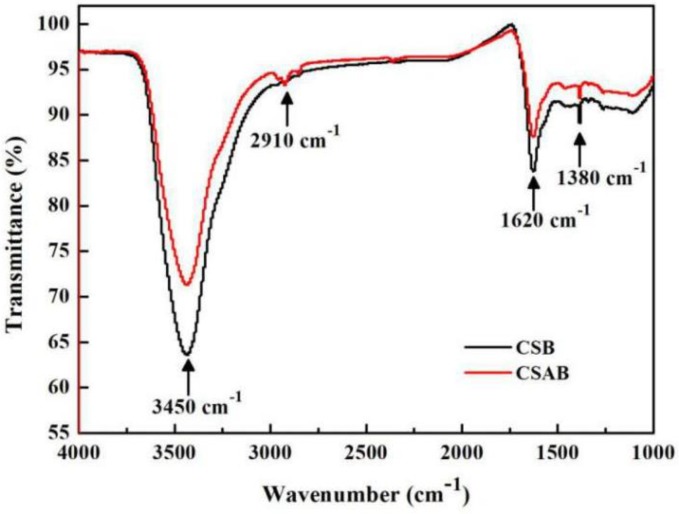 100
95
90
85
80
75
70
65
60
55
Transmittance (%)
2910 cm-1
1380 cm-1
1620 cm-1
3450 cm-1
CSB
CSAB
4000 3500 3000 2500 2000 1500 1000
Wavenumber (cm-1)